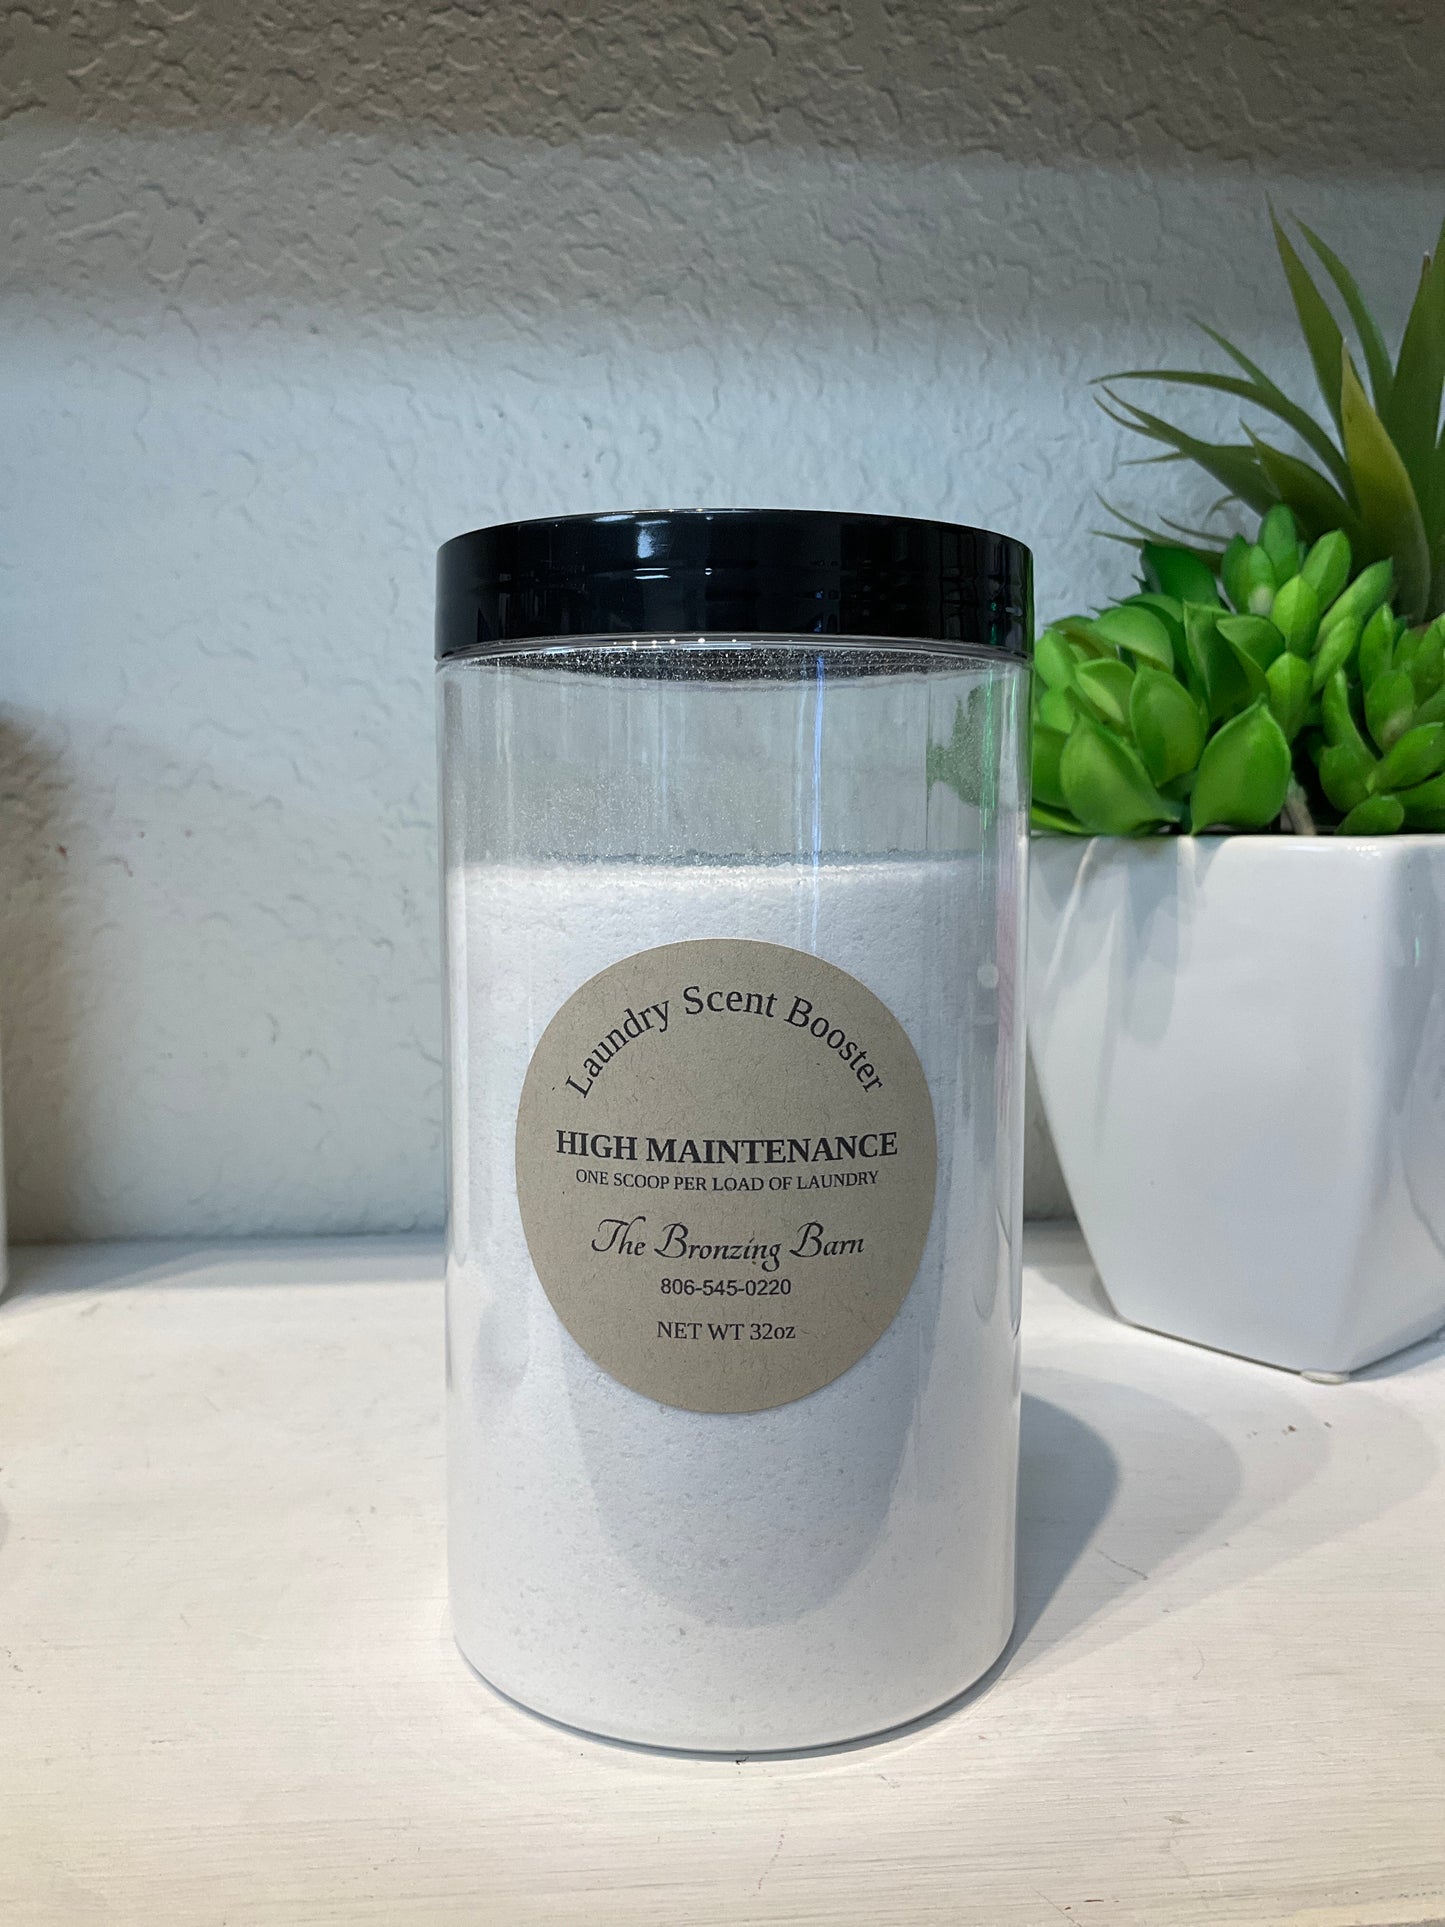 Laundry Scent Booster
HIGH MAINTENANCE
ONE SCOOP PER LOAD OF LAUNDRY
The Bronzing Barn
806-545-0220
NET WT 32oz